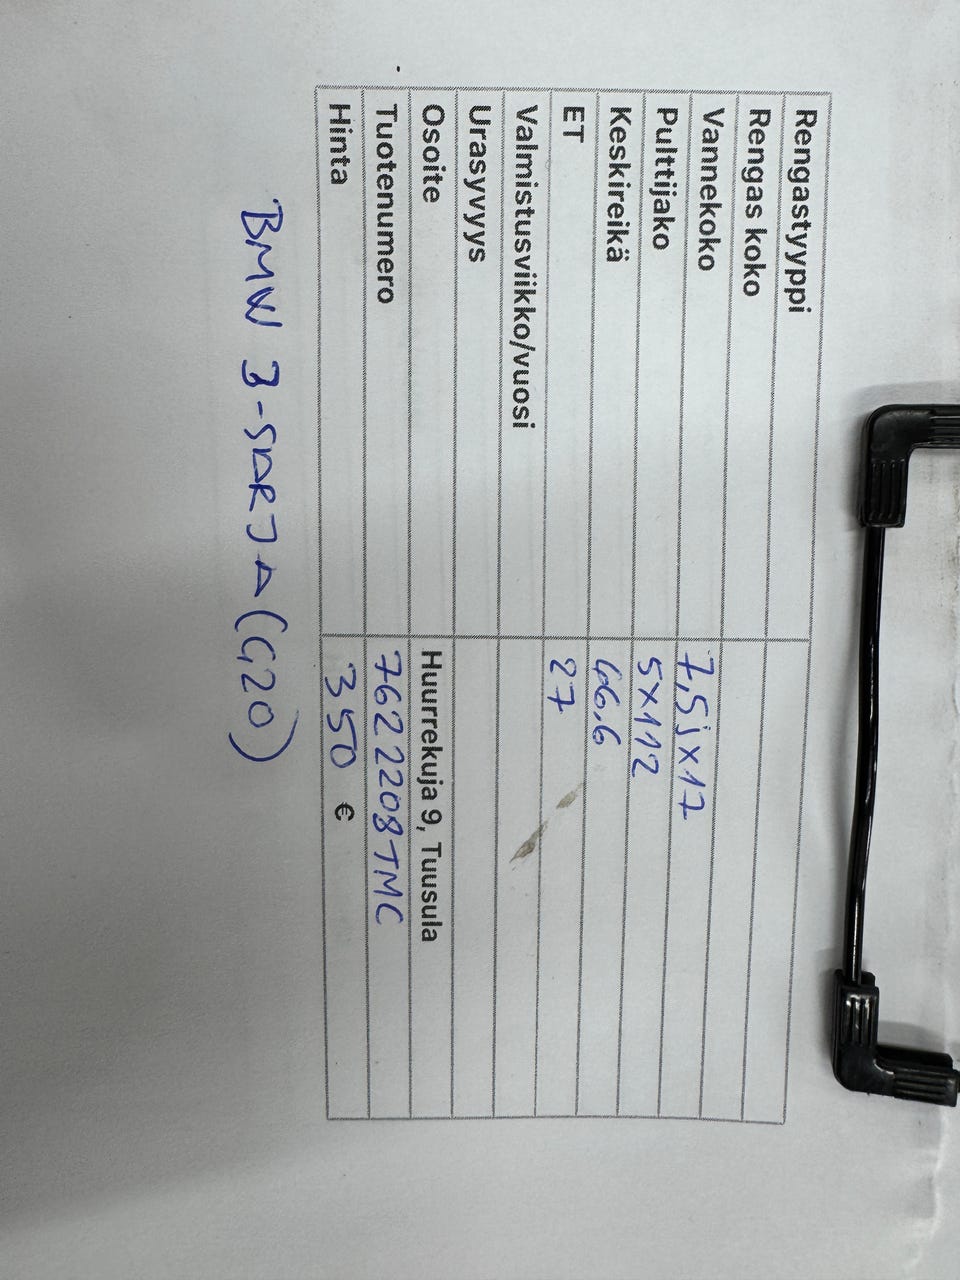 Rengastyyppi
Rengas koko
Vannekoko 7,5jx17
Pulttijako 5x112
Keskireikä 66,6
ET 27
Valmistusviikko/vuosi
Urasyvyys
Osoite Huurrekuja 9, Tuusula
Tuotenumero 7622208TMC
Hinta 350 €
BMW 3-SARJA (G20)